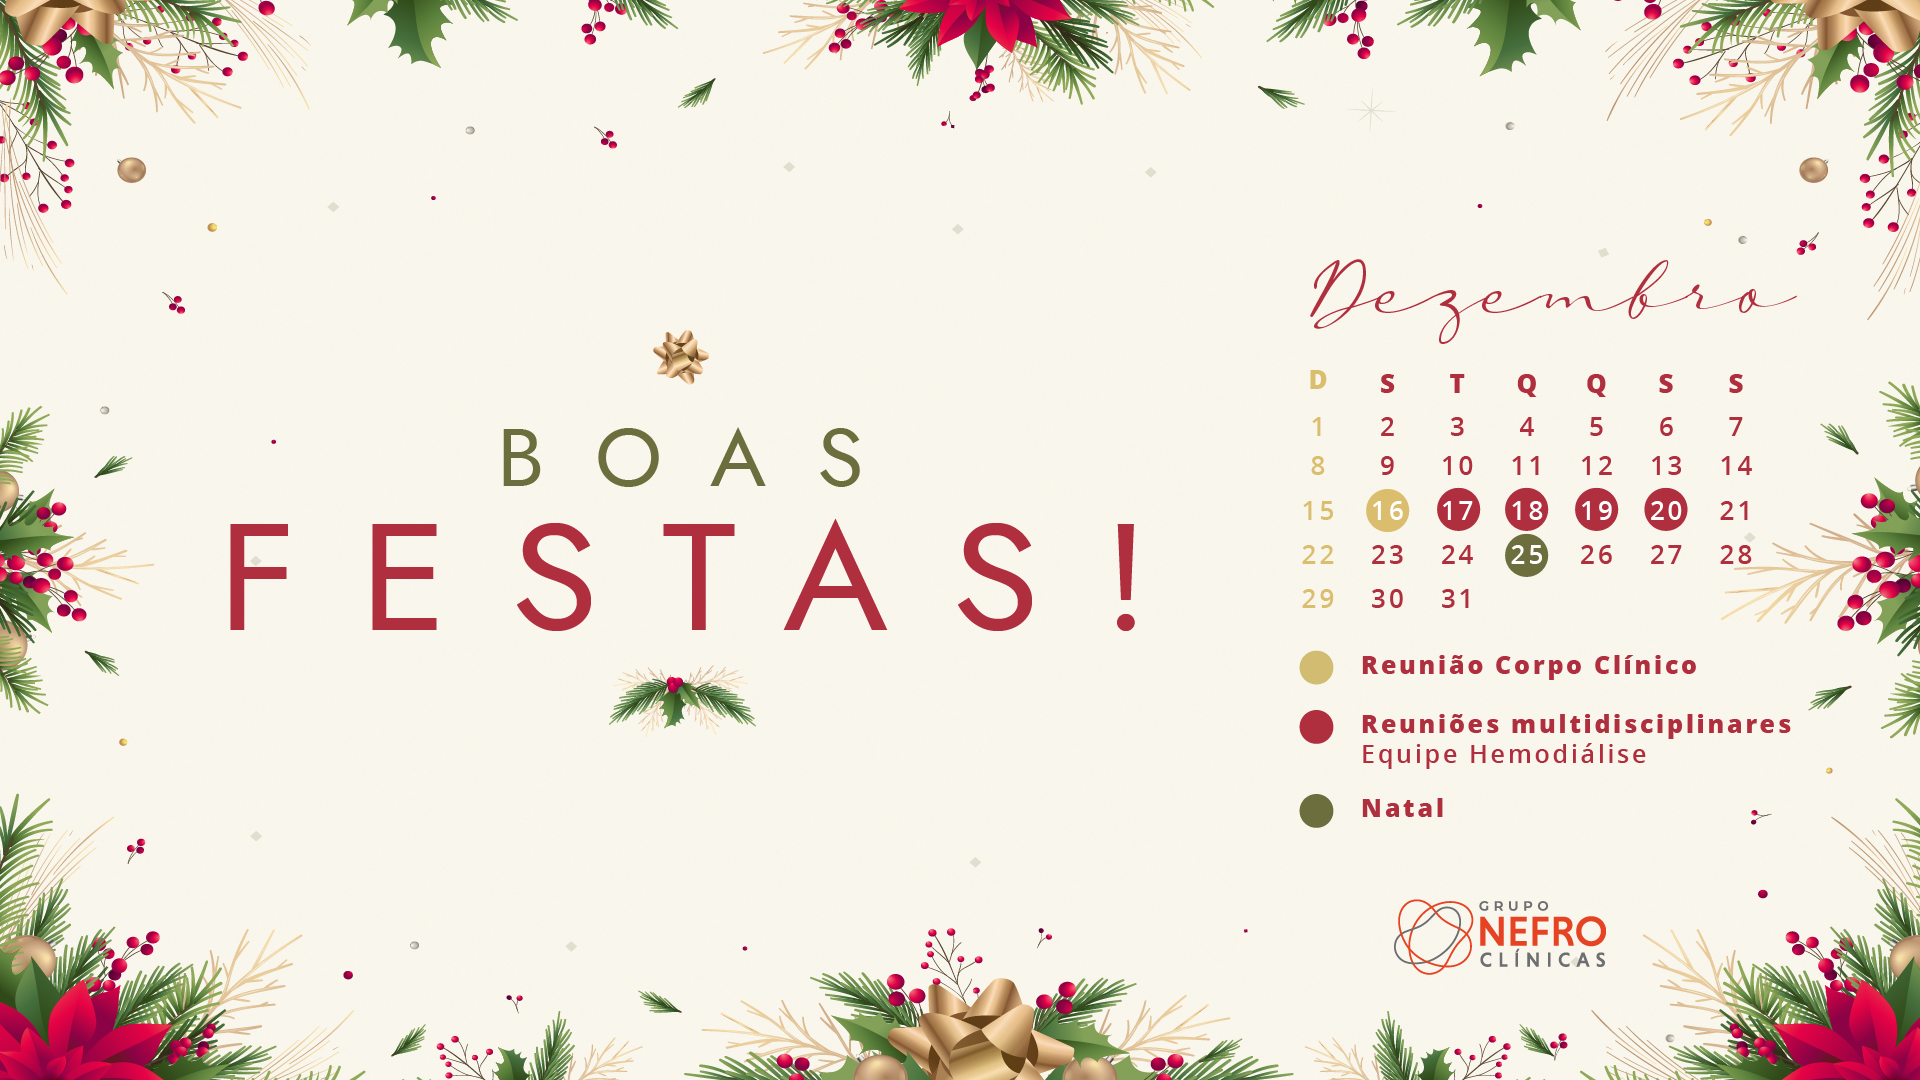 BOAS
FESTAS!
Dezembro
D S T Q Q S S
1 2 3 4 5 6 7
8 9 10 11 12 13 14
15 16 17 18 19 20 21
22 23 24 25 26 27 28
29 30 31
Reunião Corpo Clínico
Reuniões multidisciplinares
Equipe Hemodiálise
Natal
GRUPO
NEFRO
CLÍNICAS